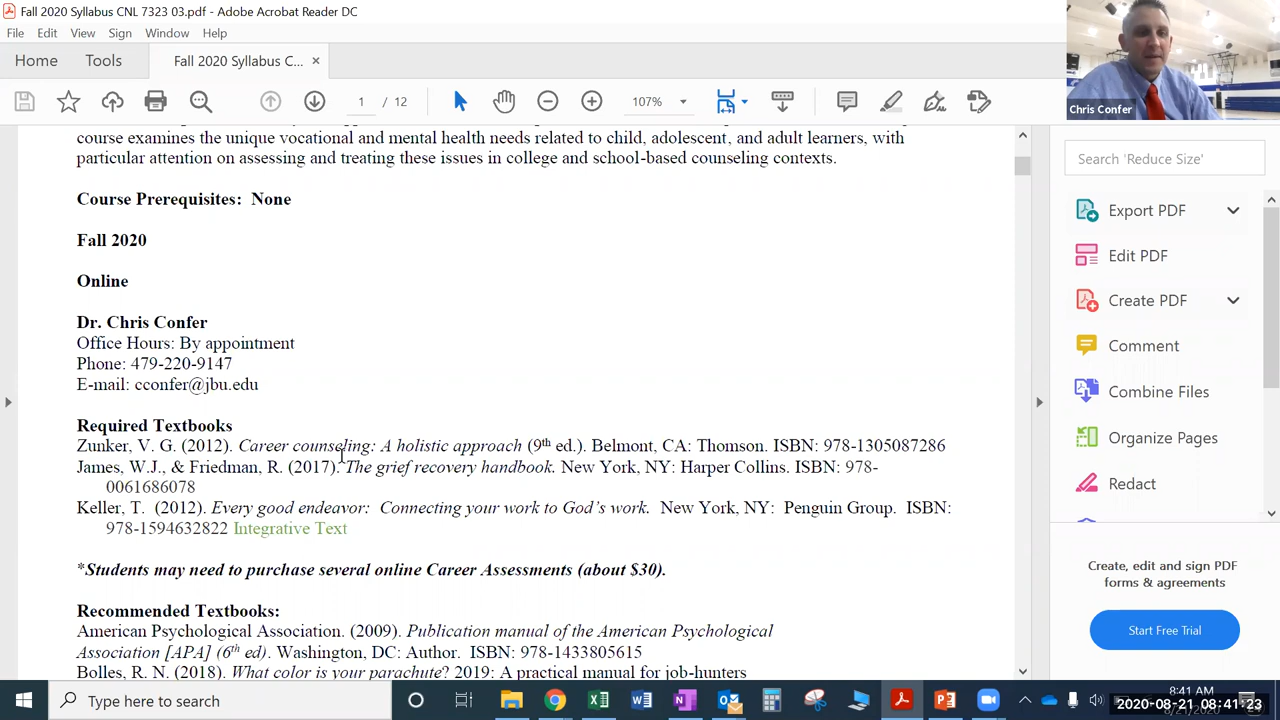 Fall 2020 Syllabus CNL 7323 03.pdf - Adobe Acrobat Reader DC
File Edit View Sign Window Help
Home Tools Fall 2020 Syllabus C... ×
1 / 12 107%
Chris Confer
course examines the unique vocational and mental health needs related to child, adolescent, and adult learners, with
particular attention on assessing and treating these issues in college and school-based counseling contexts.
Course Prerequisites: None
Fall 2020
Online
Dr. Chris Confer
Office Hours: By appointment
Phone: 479-220-9147
E-mail: cconfer@jbu.edu
Required Textbooks
Zunker, V. G. (2012). Career counseling: A holistic approach (9th ed.). Belmont, CA: Thomson. ISBN: 978-1305087286
James, W.J., & Friedman, R. (2017). The grief recovery handbook. New York, NY: Harper Collins. ISBN: 978-
0061686078
Keller, T. (2012). Every good endeavor: Connecting your work to God's work. New York, NY: Penguin Group. ISBN:
978-1594632822 Integrative Text
*Students may need to purchase several online Career Assessments (about $30).
Recommended Textbooks:
American Psychological Association. (2009). Publication manual of the American Psychological
Association [APA] (6th ed). Washington, DC: Author. ISBN: 978-1433805615
Bolles, R. N. (2018). What color is your parachute? 2019: A practical manual for job-hunters
Search 'Reduce Size'
Export PDF
Edit PDF
Create PDF
Comment
Combine Files
Organize Pages
Redact
Create, edit and sign PDF
forms & agreements
Start Free Trial
Type here to search
8:41 AM
2020-08-21 08:41:23